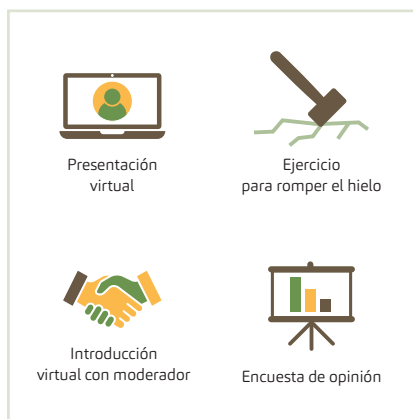 Presentación
virtual
Ejercicio
para romper el hielo
Introducción
virtual con moderador
Encuesta de opinión